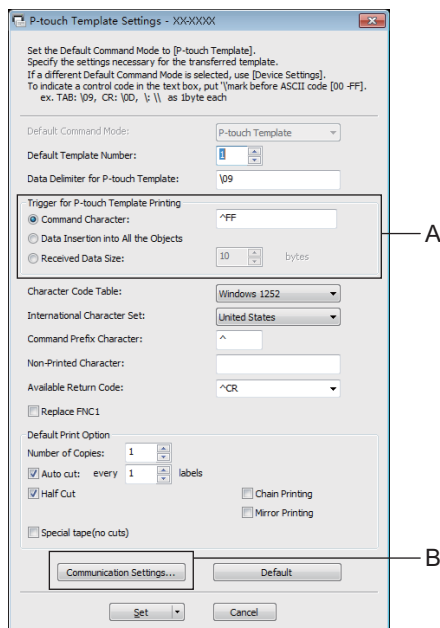 P-touch Template Settings - XX-XXXX
Set the Default Command Mode to [P-touch Template].
Specify the settings necessary for the transferred template.
If a different Default Command Mode is selected, use [Device Settings].
To indicate a control code in the text box, put '\'mark before ASCII code [00 -FF].
ex. TAB: \09, CR: \0D, \: \\ as 1byte each
Default Command Mode: P-touch Template
Default Template Number: 1
Data Delimiter for P-touch Template: \09
Trigger for P-touch Template Printing
Command Character: ^FF
A
Data Insertion into All the Objects
Received Data Size: 10 bytes
Character Code Table: Windows 1252
International Character Set: United States
Command Prefix Character: ^
Non-Printed Character:
Available Return Code: ^CR
Replace FNC1
Default Print Option
Number of Copies: 1
Auto cut: every 1 labels
Half Cut Chain Printing
Mirror Printing
Special tape(no cuts)
B
Communication Settings... Default
Set Cancel